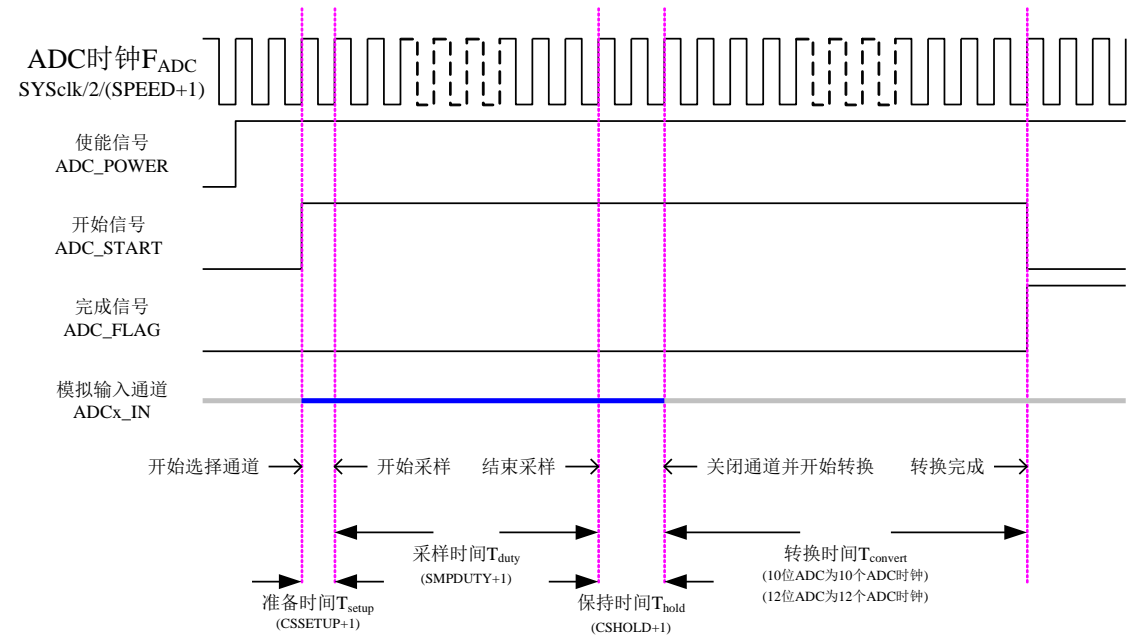 ADC时钟FADC
SYSclk/2/(SPEED+1)
使能信号
ADC_POWER
开始信号
ADC_START
完成信号
ADC_FLAG
模拟输入通道
ADCx_IN
开始选择通道 开始采样 结束采样 关闭通道并开始转换 转换完成
采样时间Tduty
(SMPDUTY+1)
转换时间Tconvert
(10位ADC为10个ADC时钟)
(12位ADC为12个ADC时钟)
准备时间Tsetup
(CSSETUP+1)
保持时间Thold
(CSHOLD+1)